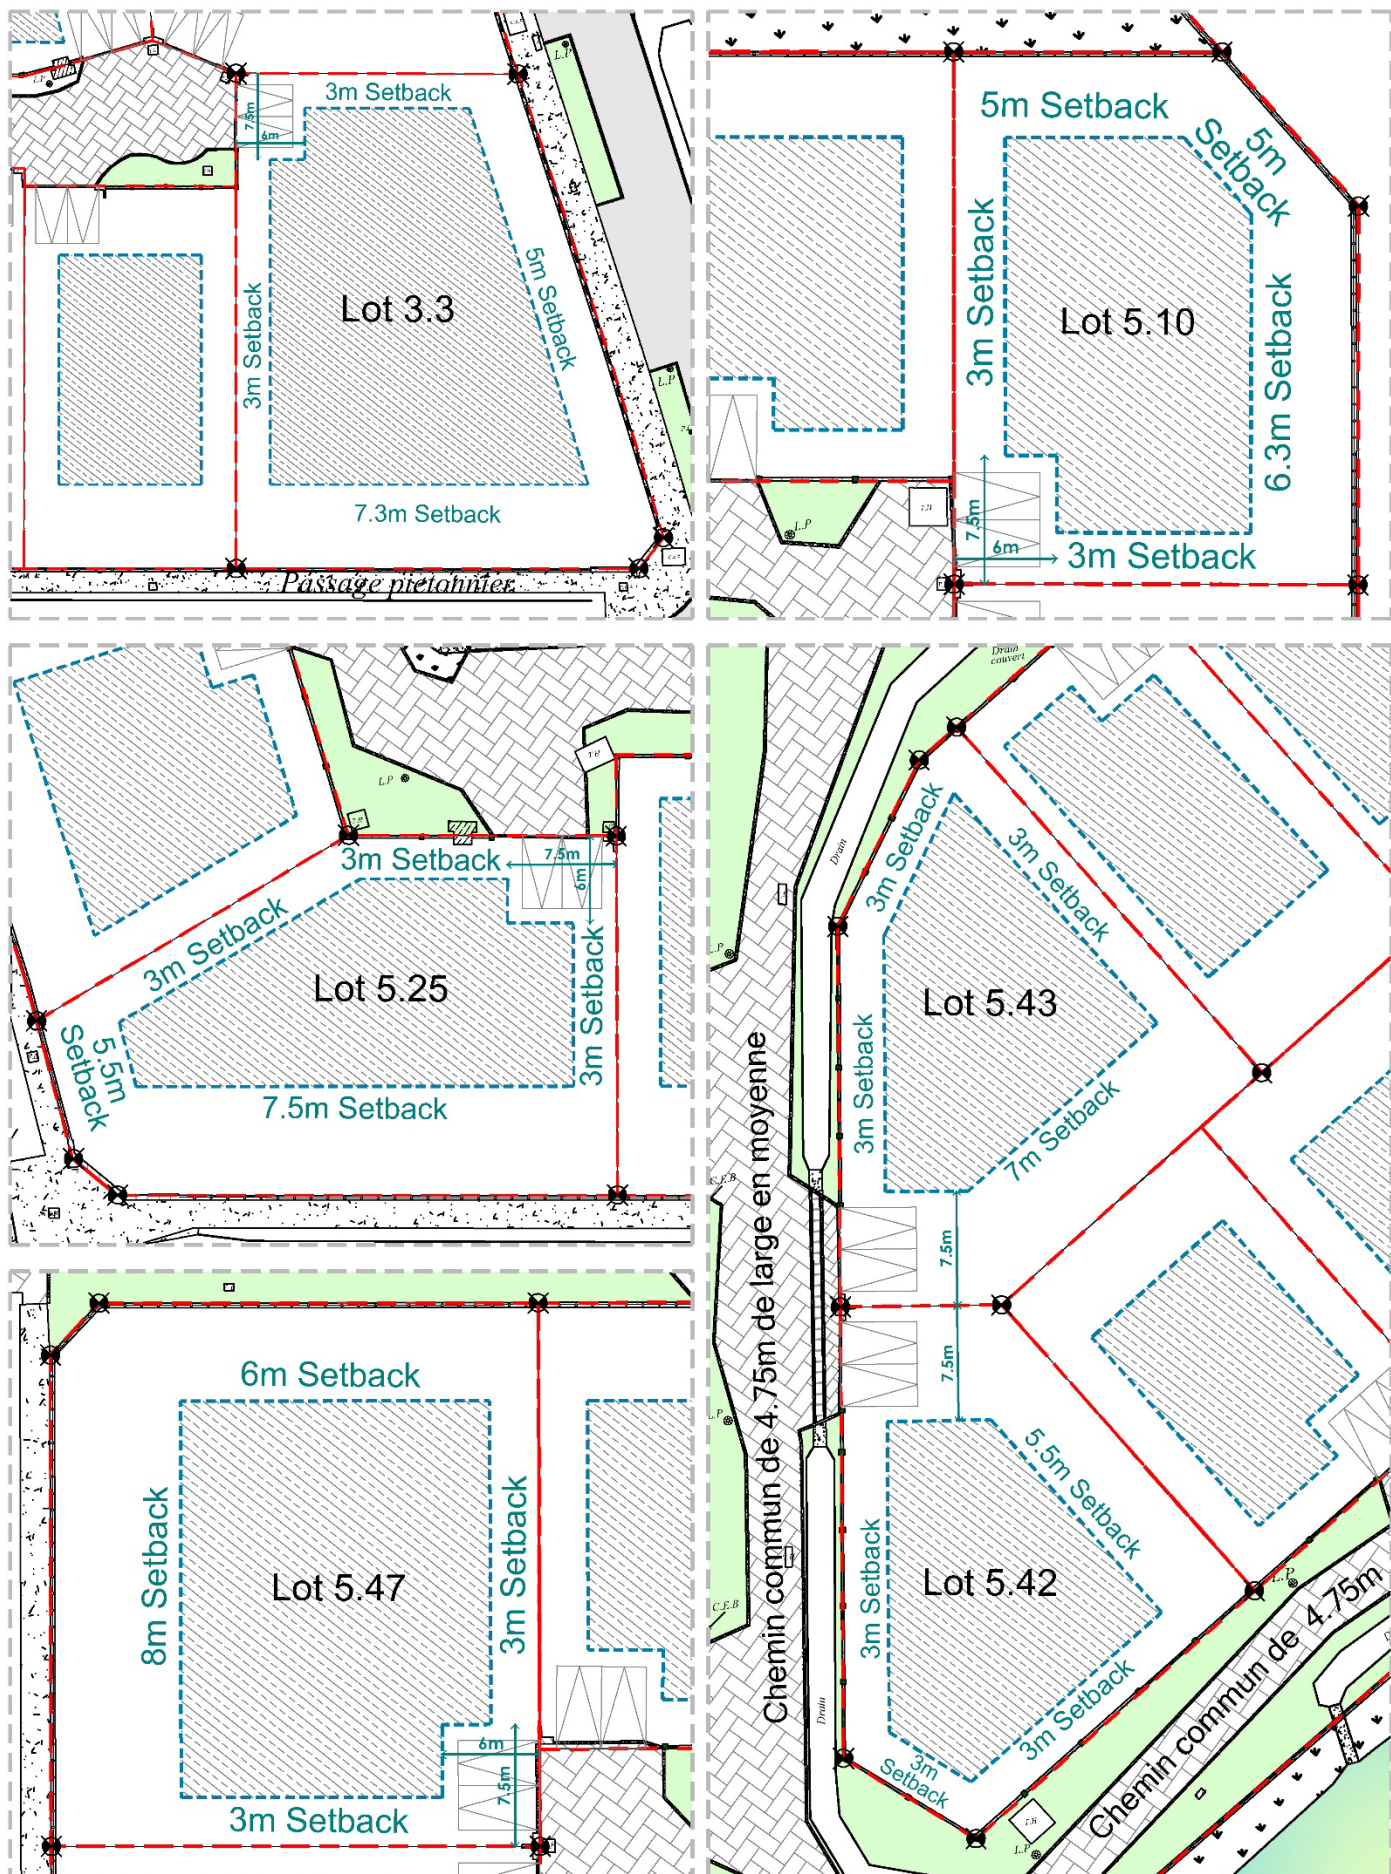 L.P
3m Setback
7.5m
6m
L.P
3m Setback
Lot 3.3
5m Setback
L.P
7.3m Setback
Passage pietonnier
5m Setback
5m
Setback
3m Setback
Lot 5.10
6.3m Setback
L.P
T.H
7.5m
6m
3m Setback
L.P
T.H
3m Setback
7.5m
6m
3m Setback
Lot 5.25
3m Setback
5.5m
Setback
7.5m Setback
Drain
couvert
Drain
3m Setback
3m Setback
Lot 5.43
3m Setback
7m Setback
L.P
C.E.B
Chemin commun de 4.75m de large en moyenne
7.5m
7.5m
L.P
5.5m Setback
3m Setback
Lot 5.42
C.E.B
Drain
3m
Setback
3m Setback
L.P
Chemin commun de 4.75m
T.H
L.P
6m Setback
8m Setback
Lot 5.47
3m Setback
6m
7.5m
3m Setback